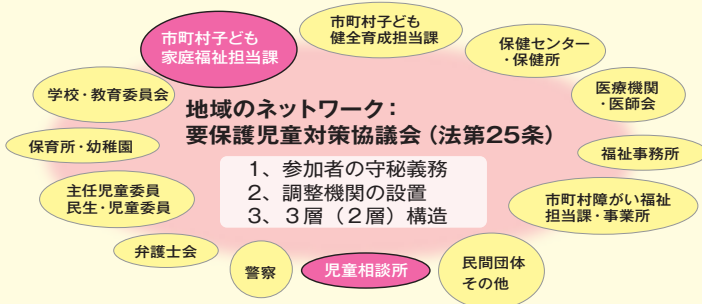 市町村子ども
家庭福祉担当課
市町村子ども
健全育成担当課
保健センター
・保健所
医療機関
・医師会
福祉事務所
市町村障がい福祉
担当課・事業所
民間団体
その他
児童相談所
警察
弁護士会
主任児童委員
民生・児童委員
保育所・幼稚園
学校・教育委員会
地域のネットワーク：
要保護児童対策協議会（法第25条）
1、参加者の守秘義務
2、調整機関の設置
3、３層（２層）構造